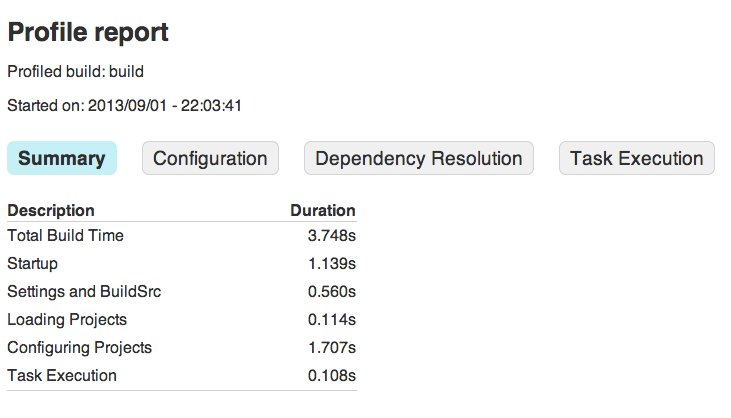 Profile report
Profiled build: build
Started on: 2013/09/01 - 22:03:41
Summary Configuration Dependency Resolution Task Execution
Description Duration
Total Build Time 3.748s
Startup 1.139s
Settings and BuildSrc 0.560s
Loading Projects 0.114s
Configuring Projects 1.707s
Task Execution 0.108s